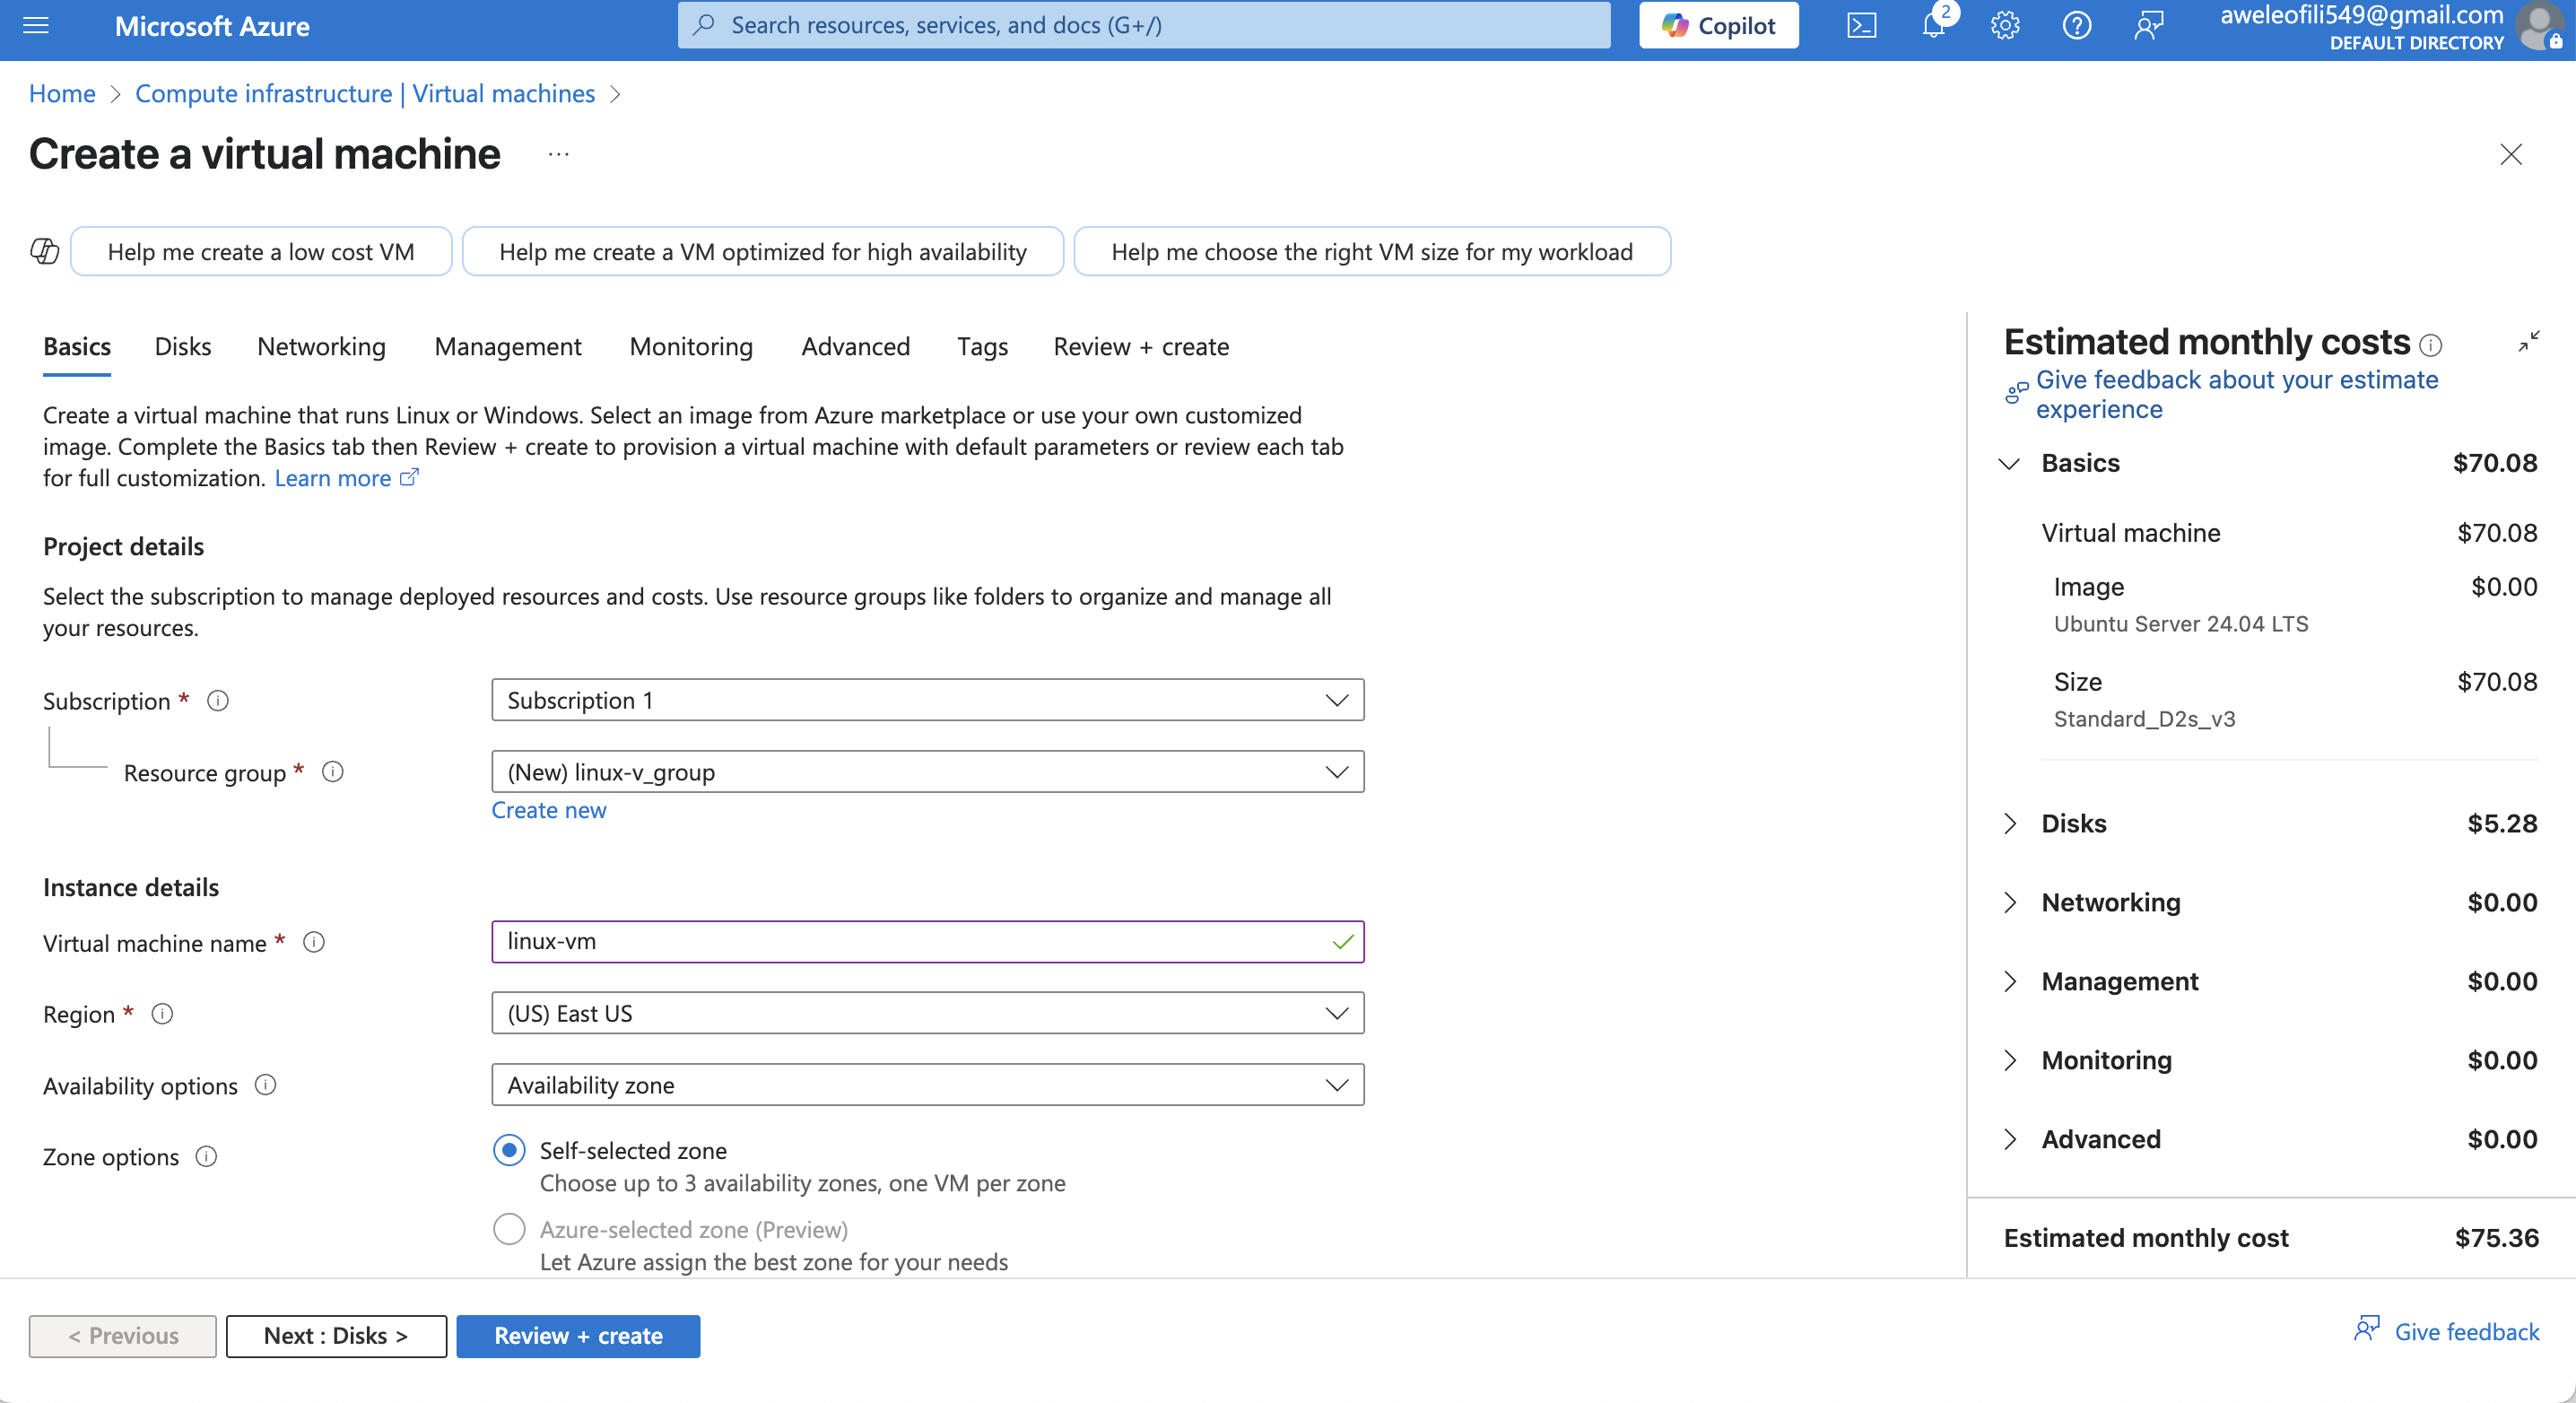 Microsoft Azure
Search resources, services, and docs (G+/)
Copilot
2
aweleofili549@gmail.com
DEFAULT DIRECTORY
Home > Compute infrastructure | Virtual machines >
Create a virtual machine ...
Help me create a low cost VM
Help me create a VM optimized for high availability
Help me choose the right VM size for my workload
Basics Disks Networking Management Monitoring Advanced Tags Review + create
Create a virtual machine that runs Linux or Windows. Select an image from Azure marketplace or use your own customized
image. Complete the Basics tab then Review + create to provision a virtual machine with default parameters or review each tab
for full customization. Learn more
Project details
Select the subscription to manage deployed resources and costs. Use resource groups like folders to organize and manage all
your resources.
Subscription *
Subscription 1
Resource group *
(New) linux-v_group
Create new
Instance details
Virtual machine name *
linux-vm
Region *
(US) East US
Availability options
Availability zone
Zone options
Self-selected zone
Choose up to 3 availability zones, one VM per zone
Azure-selected zone (Preview)
Let Azure assign the best zone for your needs
Estimated monthly costs
Give feedback about your estimate
experience
Basics $70.08
Virtual machine $70.08
Image $0.00
Ubuntu Server 24.04 LTS
Size $70.08
Standard_D2s_v3
Disks $5.28
Networking $0.00
Management $0.00
Monitoring $0.00
Advanced $0.00
Estimated monthly cost $75.36
< Previous
Next : Disks >
Review + create
Give feedback